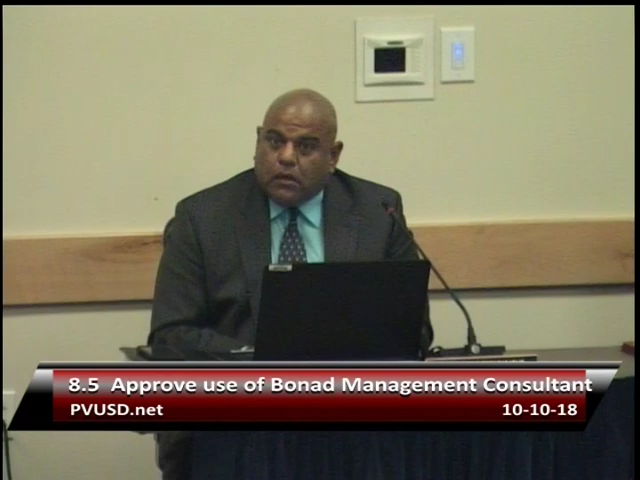 8.5 Approve use of Bonad Management Consultant
PVUSD.net 10-10-18